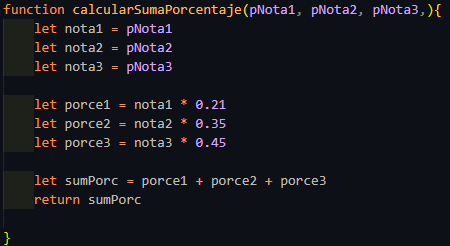 function calcularSumaPorcentaje(pNota1, pNota2, pNota3,){
let nota1 = pNota1
let nota2 = pNota2
let nota3 = pNota3
let porce1 = nota1 * 0.21
let porce2 = nota2 * 0.35
let porce3 = nota3 * 0.45
let sumPorc = porce1 + porce2 + porce3
return sumPorc
}